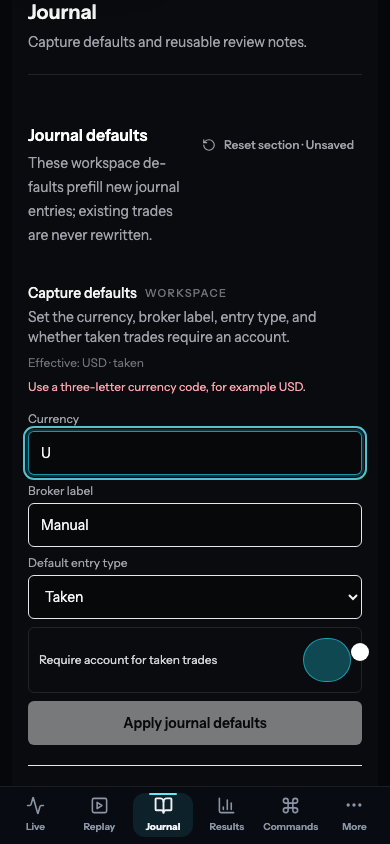 Journal
Capture defaults and reusable review notes.
Journal defaults
Reset section · Unsaved
These workspace de-
faults prefill new journal
entries; existing trades
are never rewritten.
Capture defaults WORKSPACE
Set the currency, broker label, entry type, and
whether taken trades require an account.
Effective: USD · taken
Use a three-letter currency code, for example USD.
Currency
U
Broker label
Manual
Default entry type
Taken
Require account for taken trades
Apply journal defaults
Live Replay Journal Results Commands More